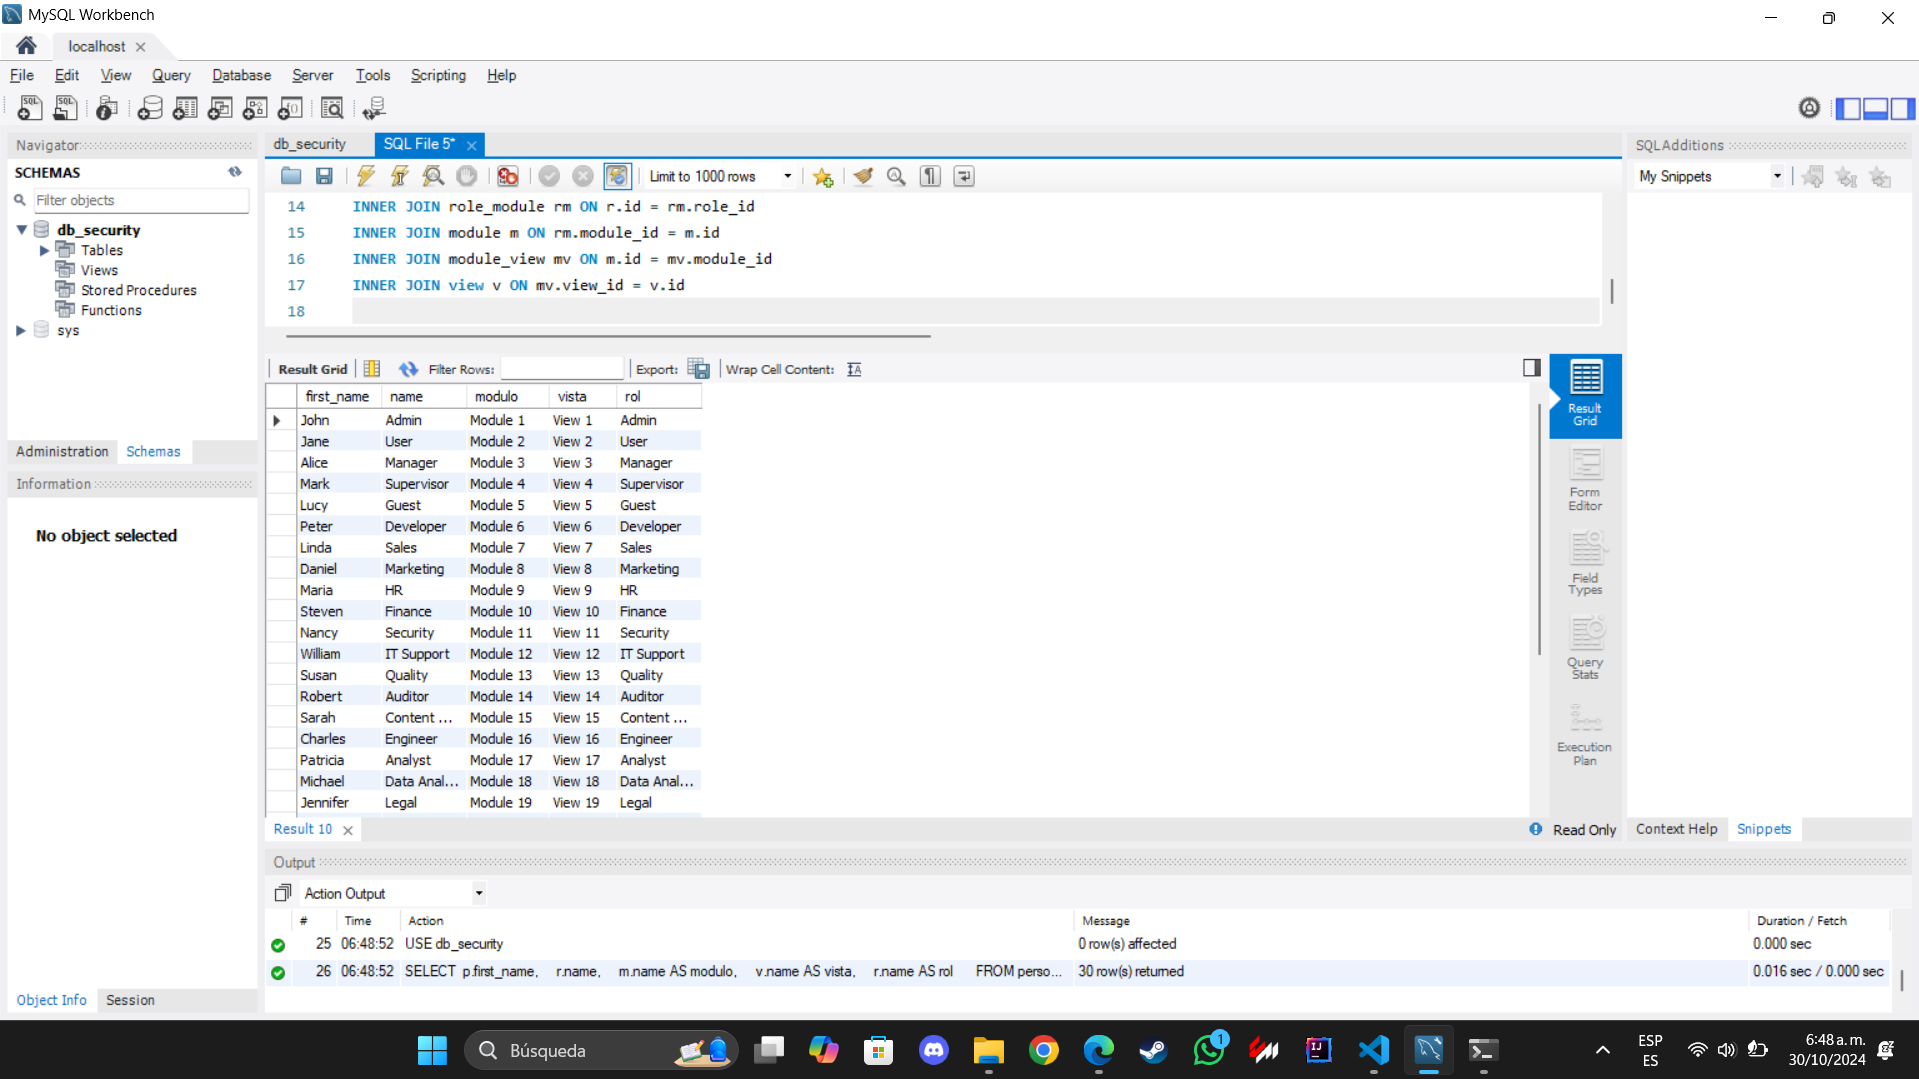 MySQL Workbench
localhost
File Edit View Query Database Server Tools Scripting Help
Navigator
SCHEMAS
Filter objects
db_security
Tables
Views
Stored Procedures
Functions
sys
Administration Schemas
Information
No object selected
Object Info Session
db_security SQL File 5*
Limit to 1000 rows
14 INNER JOIN role_module rm ON r.id = rm.role_id
15 INNER JOIN module m ON rm.module_id = m.id
16 INNER JOIN module_view mv ON m.id = mv.module_id
17 INNER JOIN view v ON mv.view_id = v.id
18
Result Grid Filter Rows: Export: Wrap Cell Content:
first_name name modulo vista rol
John Admin Module 1 View 1 Admin
Jane User Module 2 View 2 User
Alice Manager Module 3 View 3 Manager
Mark Supervisor Module 4 View 4 Supervisor
Lucy Guest Module 5 View 5 Guest
Peter Developer Module 6 View 6 Developer
Linda Sales Module 7 View 7 Sales
Daniel Marketing Module 8 View 8 Marketing
Maria HR Module 9 View 9 HR
Steven Finance Module 10 View 10 Finance
Nancy Security Module 11 View 11 Security
William IT Support Module 12 View 12 IT Support
Susan Quality Module 13 View 13 Quality
Robert Auditor Module 14 View 14 Auditor
Sarah Content ... Module 15 View 15 Content ...
Charles Engineer Module 16 View 16 Engineer
Patricia Analyst Module 17 View 17 Analyst
Michael Data Anal... Module 18 View 18 Data Anal...
Jennifer Legal Module 19 View 19 Legal
Result Grid
Form Editor
Field Types
Query Stats
Execution Plan
Result 10
Read Only
SQLAdditions
My Snippets
Context Help Snippets
Output
Action Output
# Time Action Message Duration / Fetch
25 06:48:52 USE db_security 0 row(s) affected 0.000 sec
26 06:48:52 SELECT p.first_name, r.name, m.name AS modulo, v.name AS vista, r.name AS rol FROM perso... 30 row(s) returned 0.016 sec / 0.000 sec
Búsqueda
1
IJ
ESP
ES
6:48 a. m.
30/10/2024